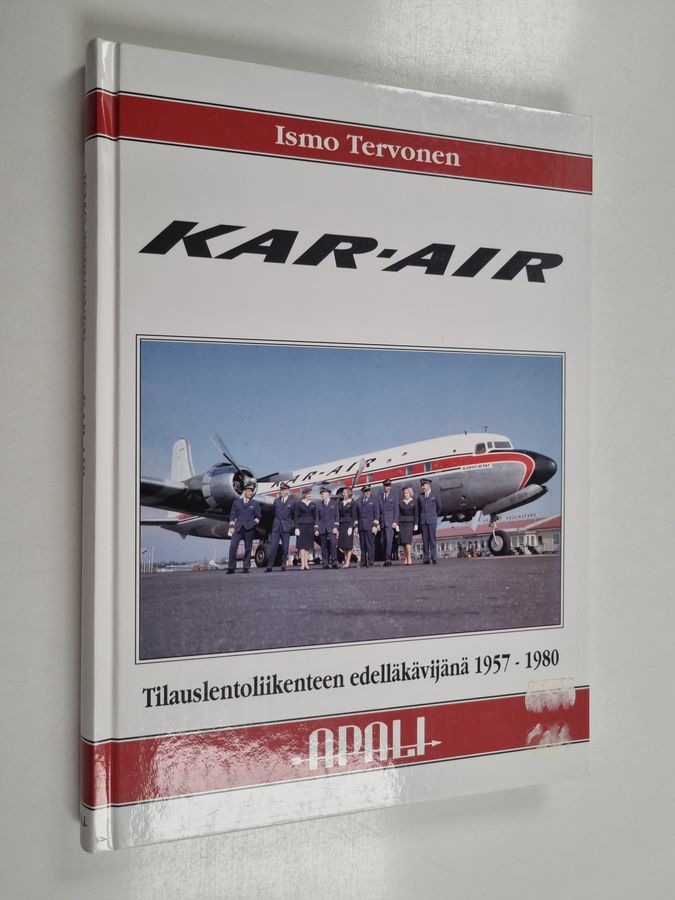 Ismo Tervonen
KAR-AIR
KAR-AIR
Tilauslentoliikenteen edelläkävijänä 1957 - 1980
APALI